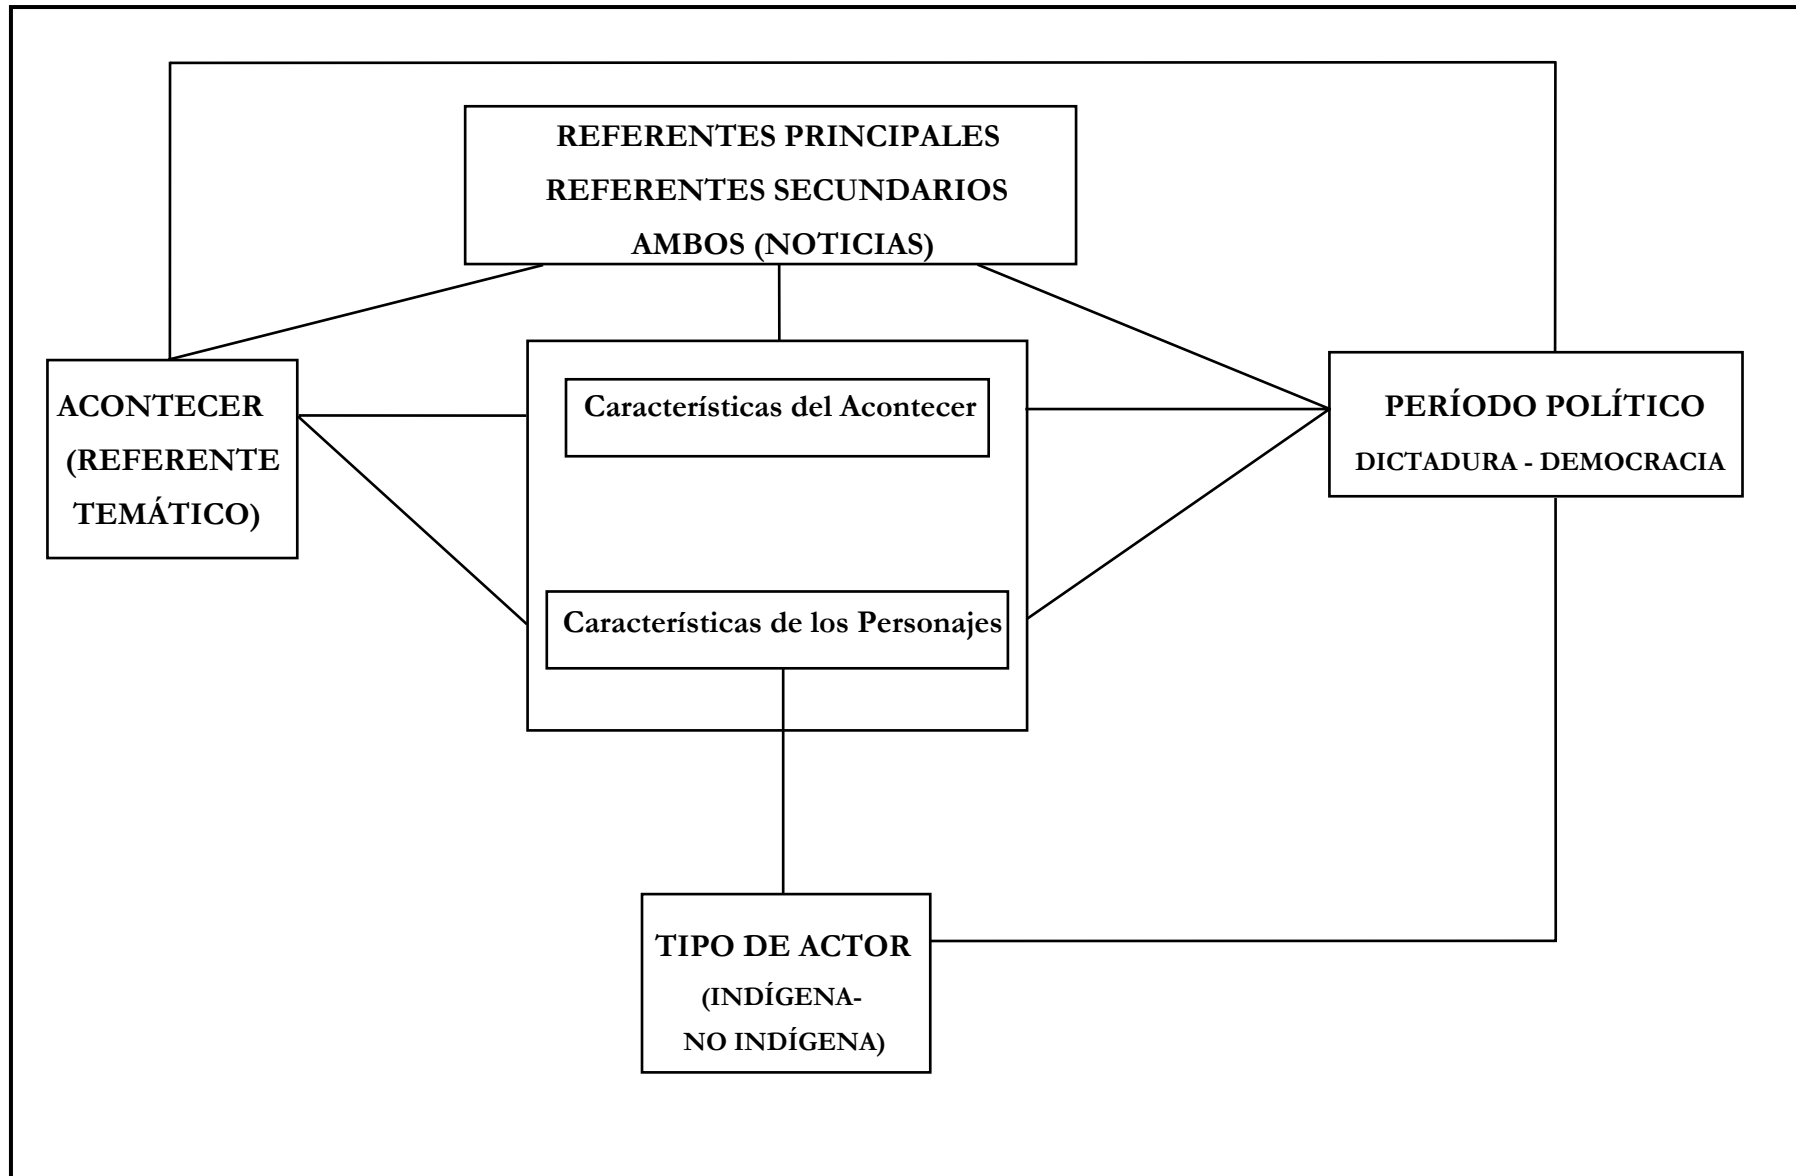 REFERENTES PRINCIPALES
REFERENTES SECUNDARIOS
AMBOS (NOTICIAS)
ACONTECER
(REFERENTE
TEMÁTICO)
Características del Acontecer
PERÍODO POLÍTICO
DICTADURA - DEMOCRACIA
Características de los Personajes
TIPO DE ACTOR
(INDÍGENA-
NO INDÍGENA)